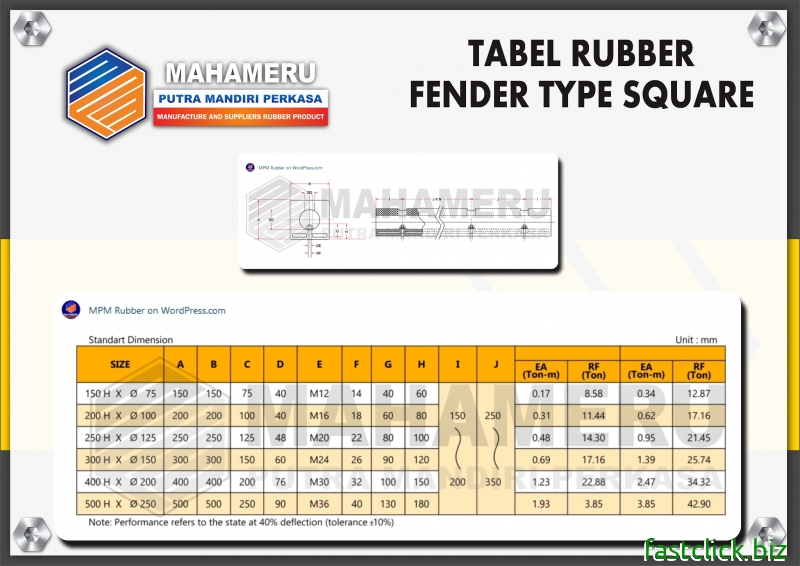 TABEL RUBBER
FENDER TYPE SQUARE
MAHAMERU
PUTRA MANDIRI PERKASA
MANUFACTURE AND SUPPLIERS RUBBER PRODUCT
MPM Rubber on WordPress.com
MAHAMERU
PUTRA MANDIRI PERKASA
MPM Rubber on WordPress.com
Standart Dimension Unit : mm
SIZE A B C D E F G H I J EA (Ton-m) RF (Ton) EA (Ton-m) RF (Ton)
150 H X Ø 75 150 150 75 40 M12 14 40 60 0.17 8.58 0.34 12.87
200 H X Ø 100 200 200 100 40 M16 18 60 80 150 250 0.31 11.44 0.62 17.16
250 H X Ø 125 250 250 125 48 M20 22 80 100 0.48 14.30 0.95 21.45
300 H X Ø 150 300 300 150 60 M24 26 90 120 0.69 17.16 1.39 25.74
400 H X Ø 200 400 400 200 76 M30 32 100 150 200 350 1.23 22.88 2.47 34.32
500 H X Ø 250 500 500 250 90 M36 40 130 180 1.93 3.85 3.85 42.90
MAHAMERU
PUTRA MANDIRI PERKASA
Note: Performance refers to the state at 40% deflection (tolerance ±10%)
fastclick.biz